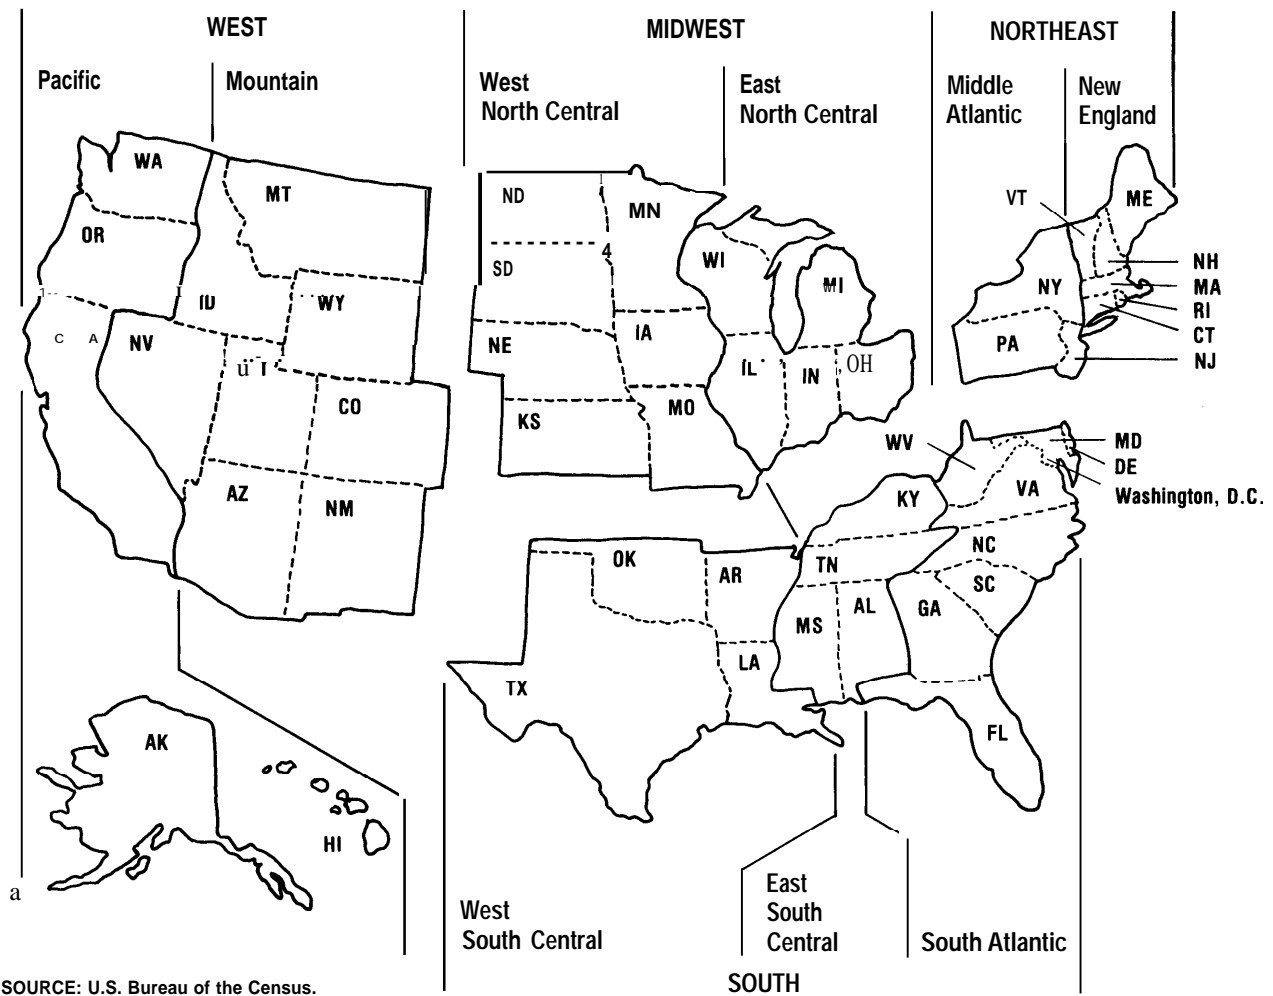 WEST
MIDWEST
NORTHEAST
Pacific
Mountain
West
North Central
East
North Central
Middle
Atlantic
New
England
WA
MT
OR
ID
WY
C A
NV
CO
AZ
NM
AK
HI
a
ND
MN
SD
4
WI
MI
NE
IA
IL
IN
OH
KS
MO
VT
ME
NH
MA
RI
CT
NJ
NY
PA
WV
MD
DE
Washington, D.C.
KY
VA
OK
AR
TN
NC
SC
MS
AL
GA
LA
TX
FL
West
South Central
East
South
Central
South Atlantic
SOUTH
SOURCE: U.S. Bureau of the Census.